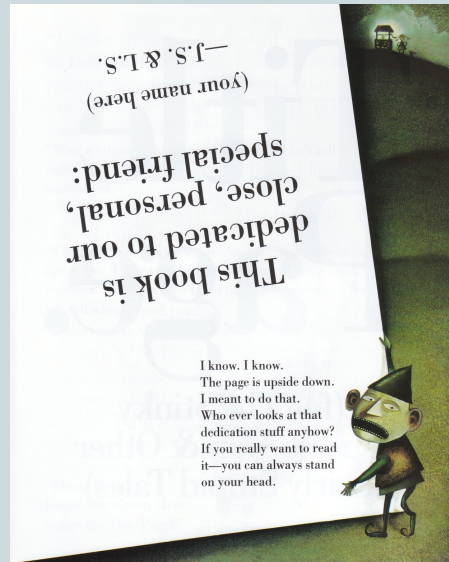 This book is
dedicated to our
close, personal,
special friend:
(your name here)
—J.S. & L.S.
I know. I know.
The page is upside down.
I meant to do that.
Who ever looks at that
dedication stuff anyhow?
If you really want to read
it—you can always stand
on your head.